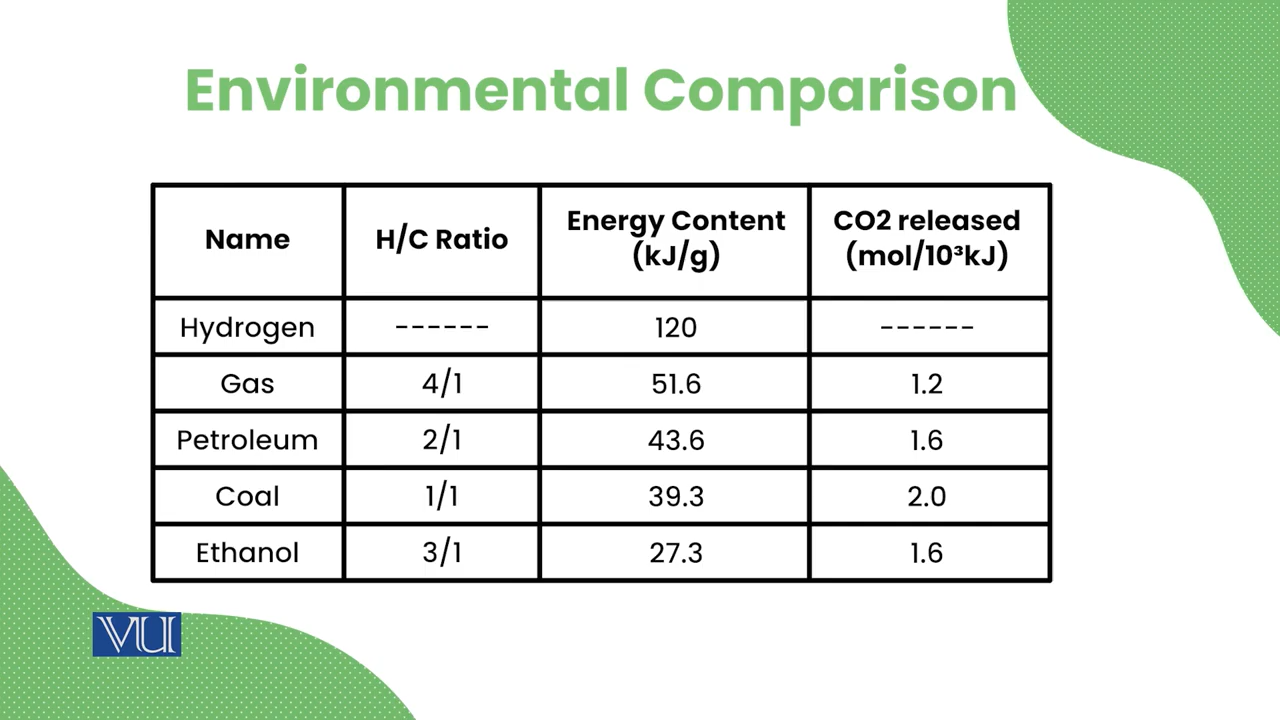 Environmental Comparison
Name H/C Ratio Energy Content (kJ/g) CO2 released (mol/10³kJ)
Hydrogen ------ 120 ------
Gas 4/1 51.6 1.2
Petroleum 2/1 43.6 1.6
Coal 1/1 39.3 2.0
Ethanol 3/1 27.3 1.6
VU